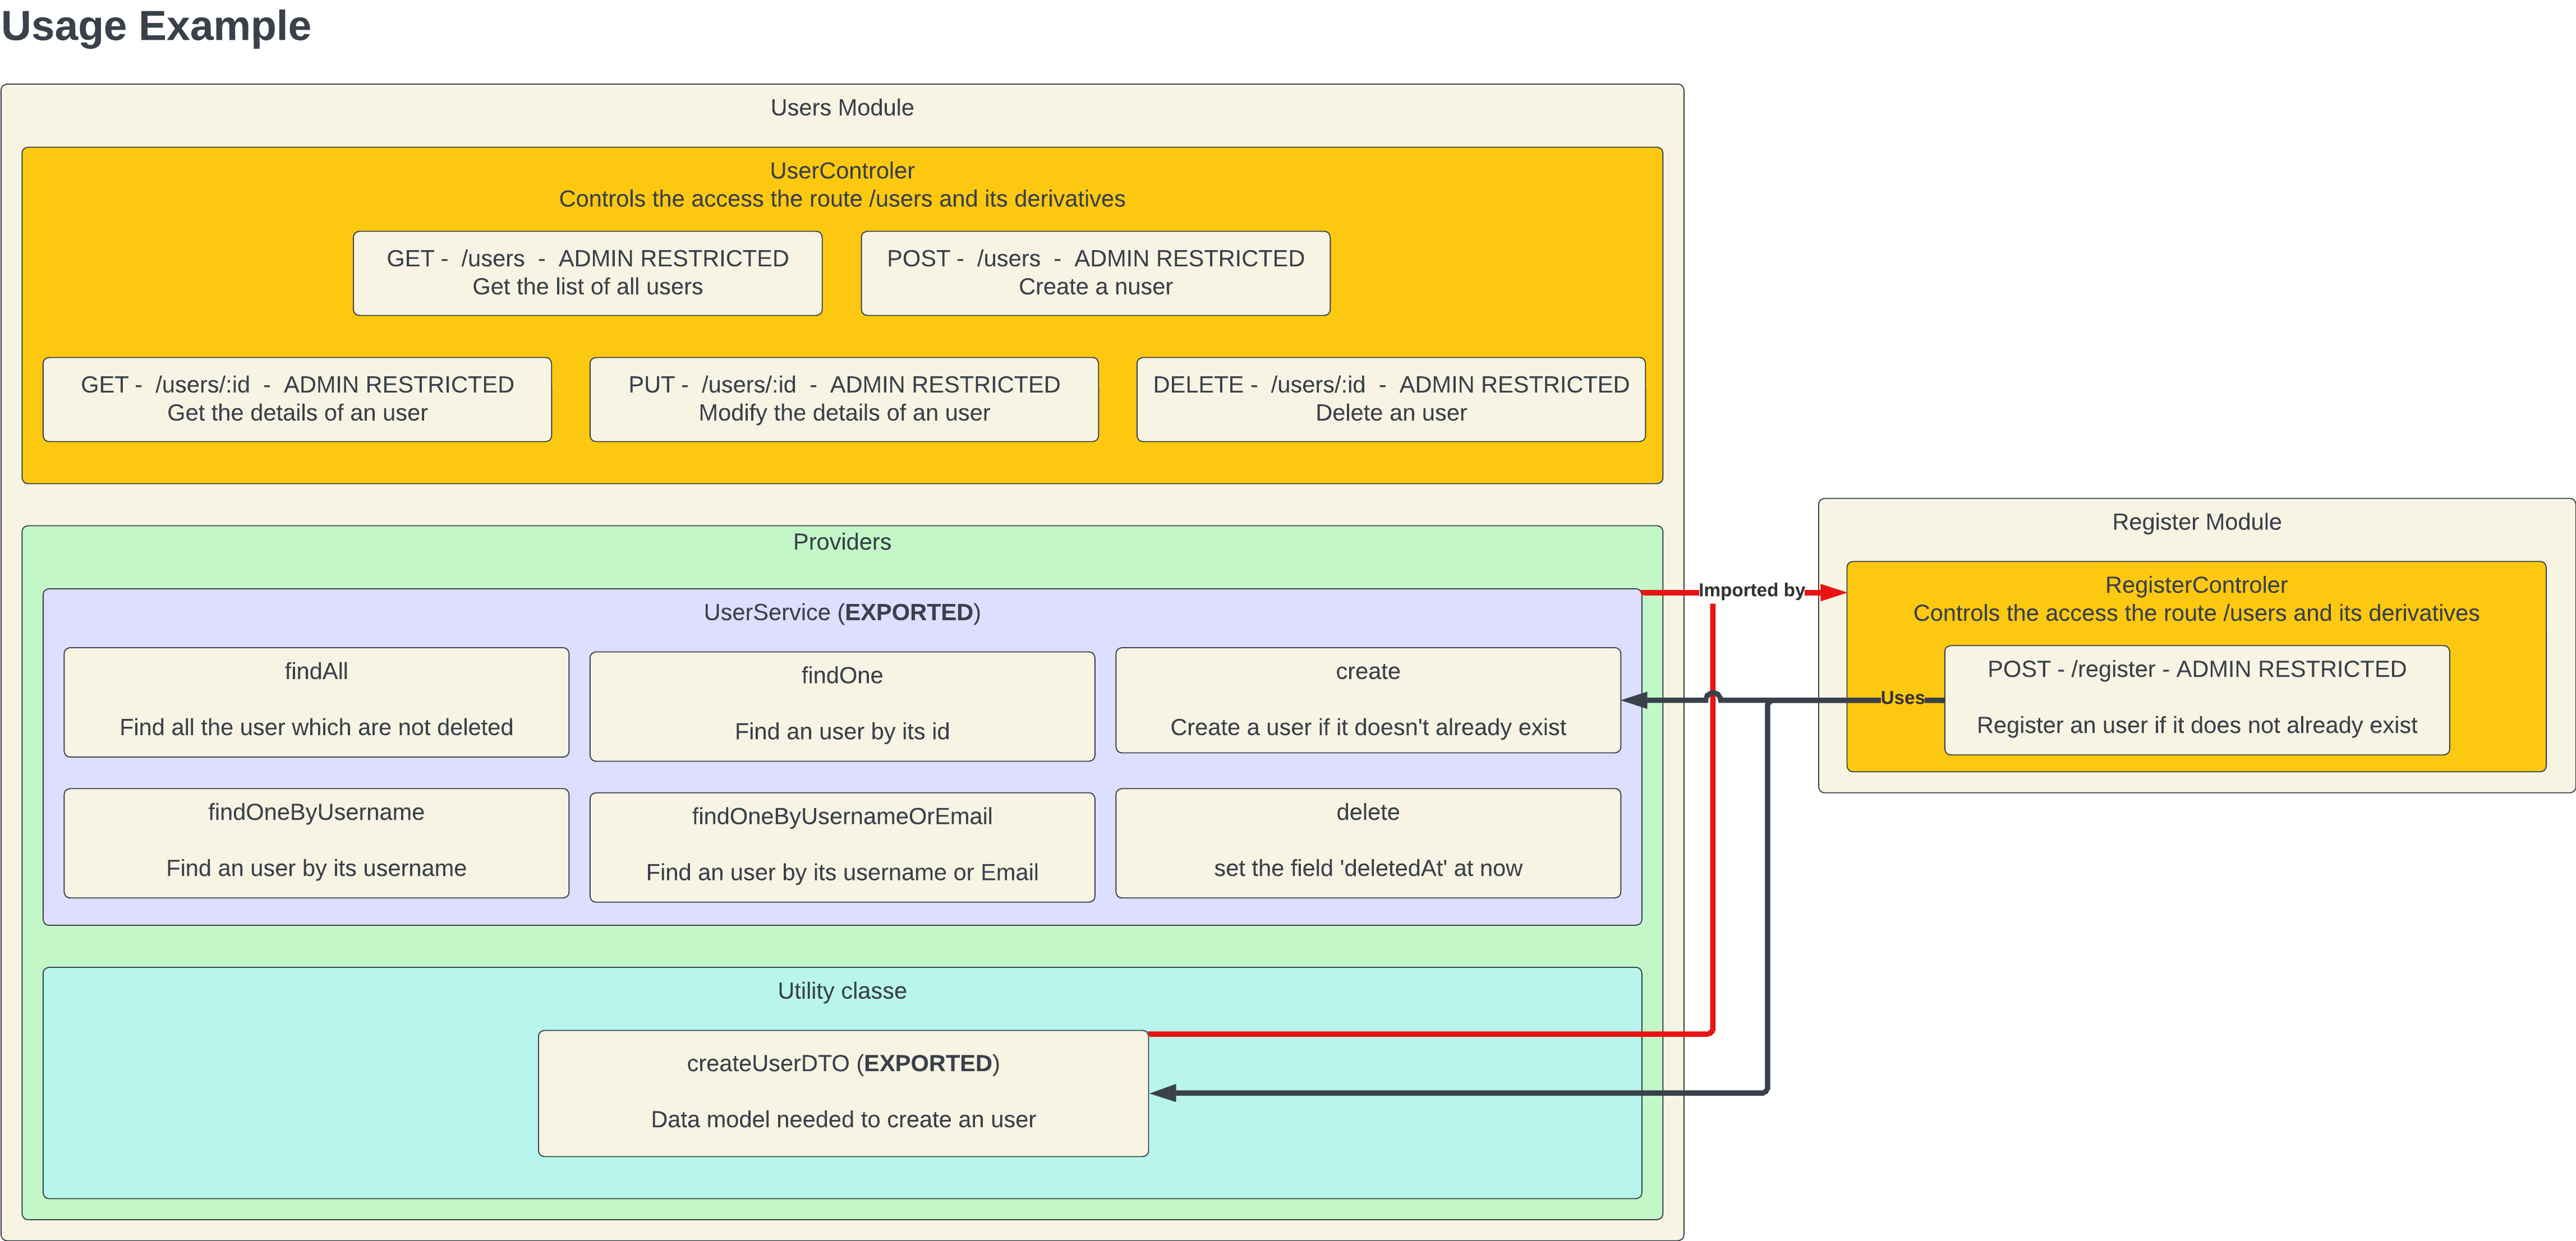 Usage Example
Users Module
UserControler
Controls the access the route /users and its derivatives
GET -  /users  -  ADMIN RESTRICTED
Get the list of all users
POST -  /users  -  ADMIN RESTRICTED
Create a nuser
GET -  /users/:id  -  ADMIN RESTRICTED
Get the details of an user
PUT -  /users/:id  -  ADMIN RESTRICTED
Modify the details of an user
DELETE -  /users/:id  -  ADMIN RESTRICTED
Delete an user
Providers
UserService (EXPORTED)
findAll
Find all the user which are not deleted
findOne
Find an user by its id
create
Create a user if it doesn't already exist
findOneByUsername
Find an user by its username
findOneByUsernameOrEmail
Find an user by its username or Email
delete
set the field 'deletedAt' at now
Utility classe
createUserDTO (EXPORTED)
Data model needed to create an user
Imported by
Uses
Register Module
RegisterControler
Controls the access the route /users and its derivatives
POST - /register - ADMIN RESTRICTED
Register an user if it does not already exist